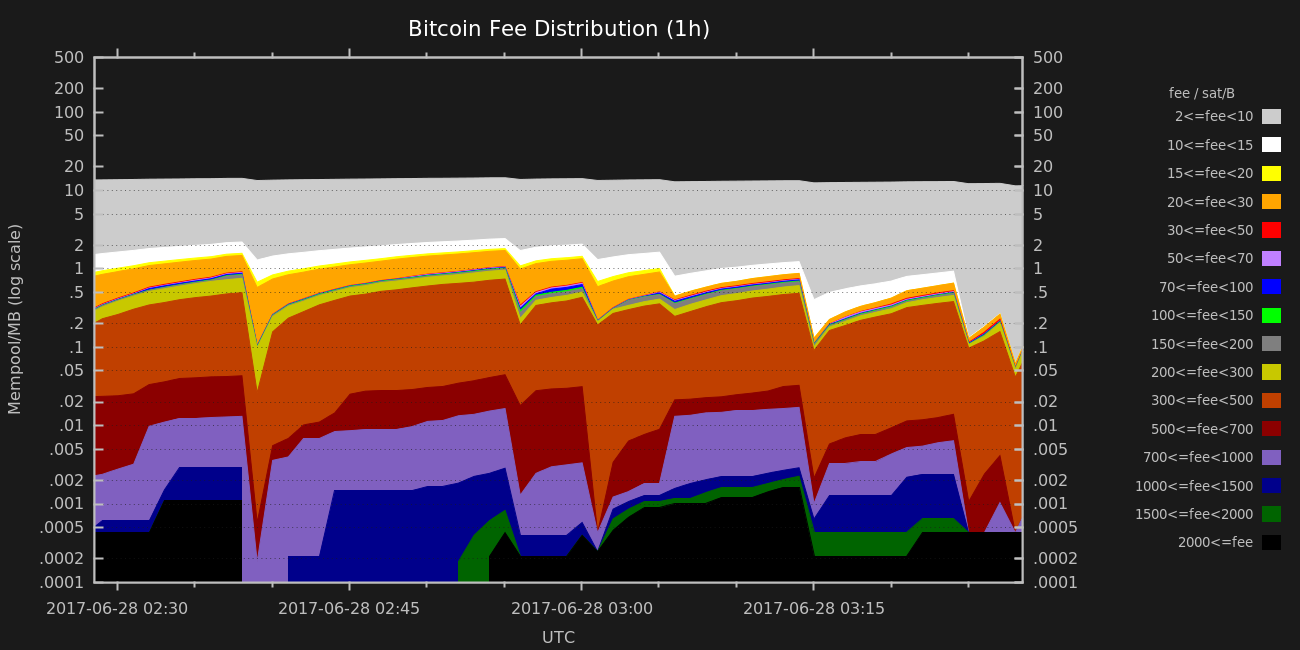 Bitcoin Fee Distribution (1h)
Mempool/MB (log scale)
500
200
100
50
20
10
5
2
1
.5
.2
.1
.05
.02
.01
.005
.002
.001
.0005
.0002
.0001
500
200
100
50
20
10
5
2
1
.5
.2
.1
.05
.02
.01
.005
.002
.001
.0005
.0002
.0001
2017-06-28 02:30
2017-06-28 02:45
2017-06-28 03:00
2017-06-28 03:15
UTC
fee / sat/B
2<=fee<10
10<=fee<15
15<=fee<20
20<=fee<30
30<=fee<50
50<=fee<70
70<=fee<100
100<=fee<150
150<=fee<200
200<=fee<300
300<=fee<500
500<=fee<700
700<=fee<1000
1000<=fee<1500
1500<=fee<2000
2000<=fee